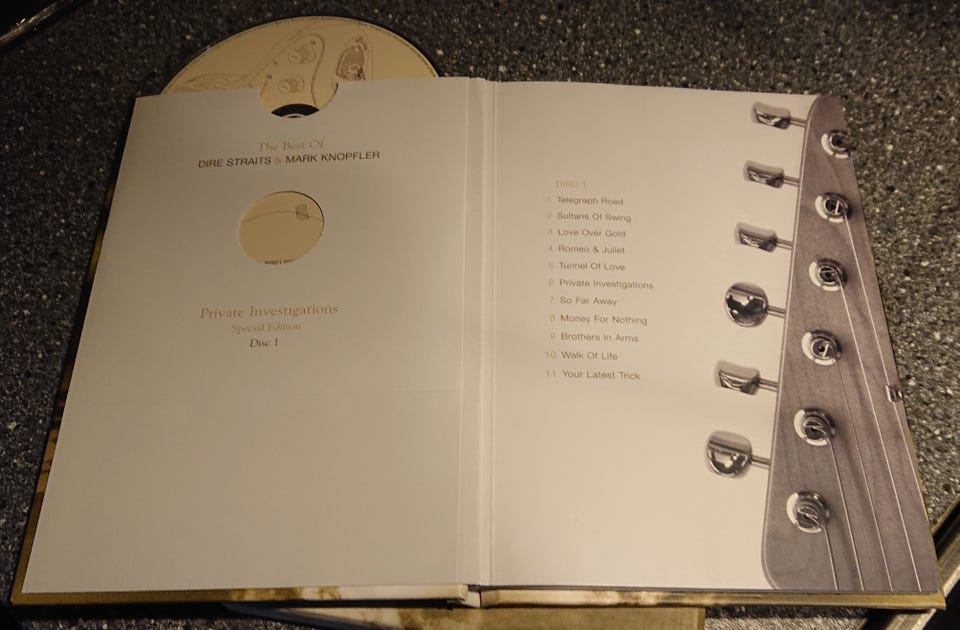 The Best Of
DIRE STRAITS & MARK KNOPFLER
Private Investigations
Special Edition
Disc 1
DISC 1
1 Telegraph Road
2 Sultans Of Swing
3 Love Over Gold
4 Romeo & Juliet
5 Tunnel Of Love
6 Private Investigations
7 So Far Away
8 Money For Nothing
9 Brothers In Arms
10 Walk Of Life
11 Your Latest Trick